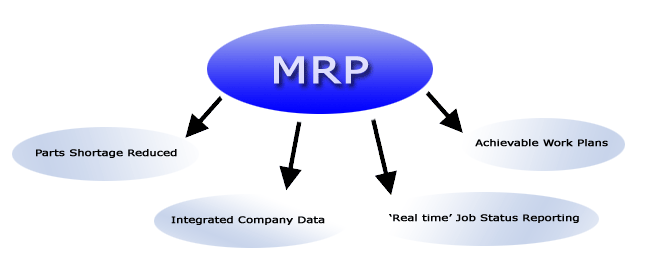 MRP
Parts Shortage Reduced
Integrated Company Data
‘Real time’ Job Status Reporting
Achievable Work Plans